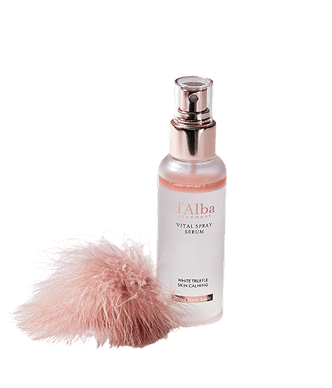 d'Alba
VITAL SPRAY
SERUM
WHITE TRUFFLE
SKIN CALMING